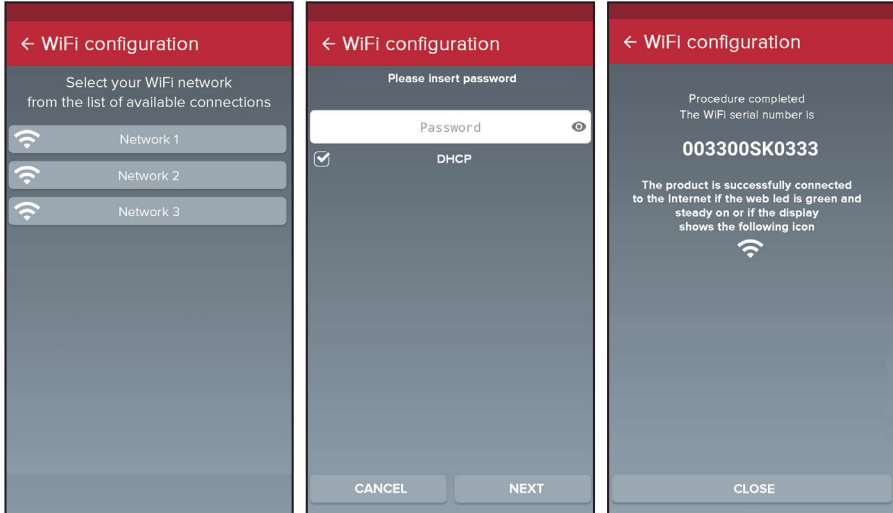 ← WiFi configuration
Select your WiFi network
from the list of available connections
Network 1
Network 2
Network 3
← WiFi configuration
Please insert password
Password
DHCP
CANCEL
NEXT
← WiFi configuration
Procedure completed
The WiFi serial number is
003300SK0333
The product is successfully connected
to the Internet if the web led is green and
steady on or if the display
shows the following icon
CLOSE